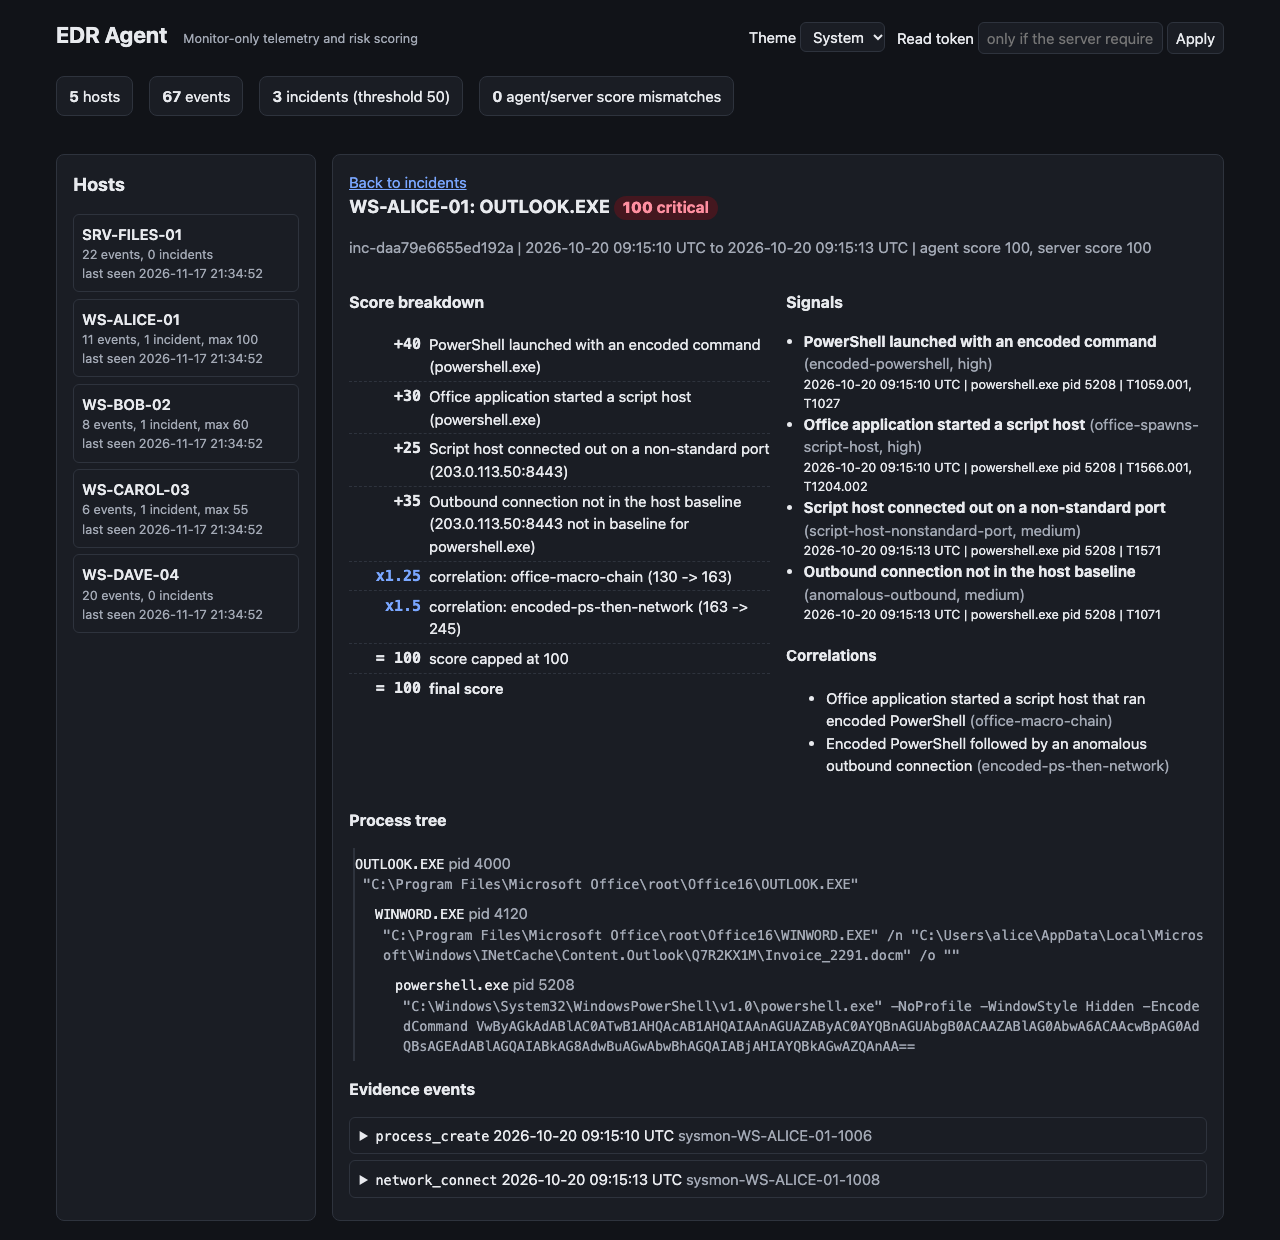 EDR Agent
Monitor-only telemetry and risk scoring
Theme System Read token only if the server require Apply
5 hosts
67 events
3 incidents (threshold 50)
0 agent/server score mismatches
Hosts
SRV-FILES-01
22 events, 0 incidents
last seen 2026-11-17 21:34:52
WS-ALICE-01
11 events, 1 incident, max 100
last seen 2026-11-17 21:34:52
WS-BOB-02
8 events, 1 incident, max 60
last seen 2026-11-17 21:34:52
WS-CAROL-03
6 events, 1 incident, max 55
last seen 2026-11-17 21:34:52
WS-DAVE-04
20 events, 0 incidents
last seen 2026-11-17 21:34:52
Back to incidents
WS-ALICE-01: OUTLOOK.EXE 100 critical
inc-daa79e6655ed192a | 2026-10-20 09:15:10 UTC to 2026-10-20 09:15:13 UTC | agent score 100, server score 100
Score breakdown
+40 PowerShell launched with an encoded command
(powershell.exe)
+30 Office application started a script host
(powershell.exe)
+25 Script host connected out on a non-standard port
(203.0.113.50:8443)
+35 Outbound connection not in the host baseline
(203.0.113.50:8443 not in baseline for
powershell.exe)
x1.25 correlation: office-macro-chain (130 -> 163)
x1.5 correlation: encoded-ps-then-network (163 ->
245)
= 100 score capped at 100
= 100 final score
Signals
• PowerShell launched with an encoded command
(encoded-powershell, high)
2026-10-20 09:15:10 UTC | powershell.exe pid 5208 | T1059.001,
T1027
• Office application started a script host (office-spawns-
script-host, high)
2026-10-20 09:15:10 UTC | powershell.exe pid 5208 | T1566.001,
T1204.002
• Script host connected out on a non-standard port
(script-host-nonstandard-port, medium)
2026-10-20 09:15:13 UTC | powershell.exe pid 5208 | T1571
• Outbound connection not in the host baseline
(anomalous-outbound, medium)
2026-10-20 09:15:13 UTC | powershell.exe pid 5208 | T1071
Correlations
• Office application started a script host that ran
encoded PowerShell (office-macro-chain)
• Encoded PowerShell followed by an anomalous
outbound connection (encoded-ps-then-network)
Process tree
OUTLOOK.EXE pid 4000
"C:\Program Files\Microsoft Office\root\Office16\OUTLOOK.EXE"
WINWORD.EXE pid 4120
"C:\Program Files\Microsoft Office\root\Office16\WINWORD.EXE" /n "C:\Users\alice\AppData\Local\Micros
oft\Windows\INetCache\Content.Outlook\Q7R2KX1M\Invoice_2291.docm" /o ""
powershell.exe pid 5208
"C:\Windows\System32\WindowsPowerShell\v1.0\powershell.exe" -NoProfile -WindowStyle Hidden -Encode
dCommand VwByAGkAdABlAC0ATwB1AHQAcAB1AHQAIAAnAGUAZAByAC0AYQBnAGUAbgB0ACAAZABlAG0AbwA6ACAAcwBpAG0Ad
QBsAGEAdABlAGQAIABkAG8AdwBuAGwAbwBhAGQAIABjAHIAYQBkAGwAZQAnAA==
Evidence events
▶ process_create 2026-10-20 09:15:10 UTC sysmon-WS-ALICE-01-1006
▶ network_connect 2026-10-20 09:15:13 UTC sysmon-WS-ALICE-01-1008